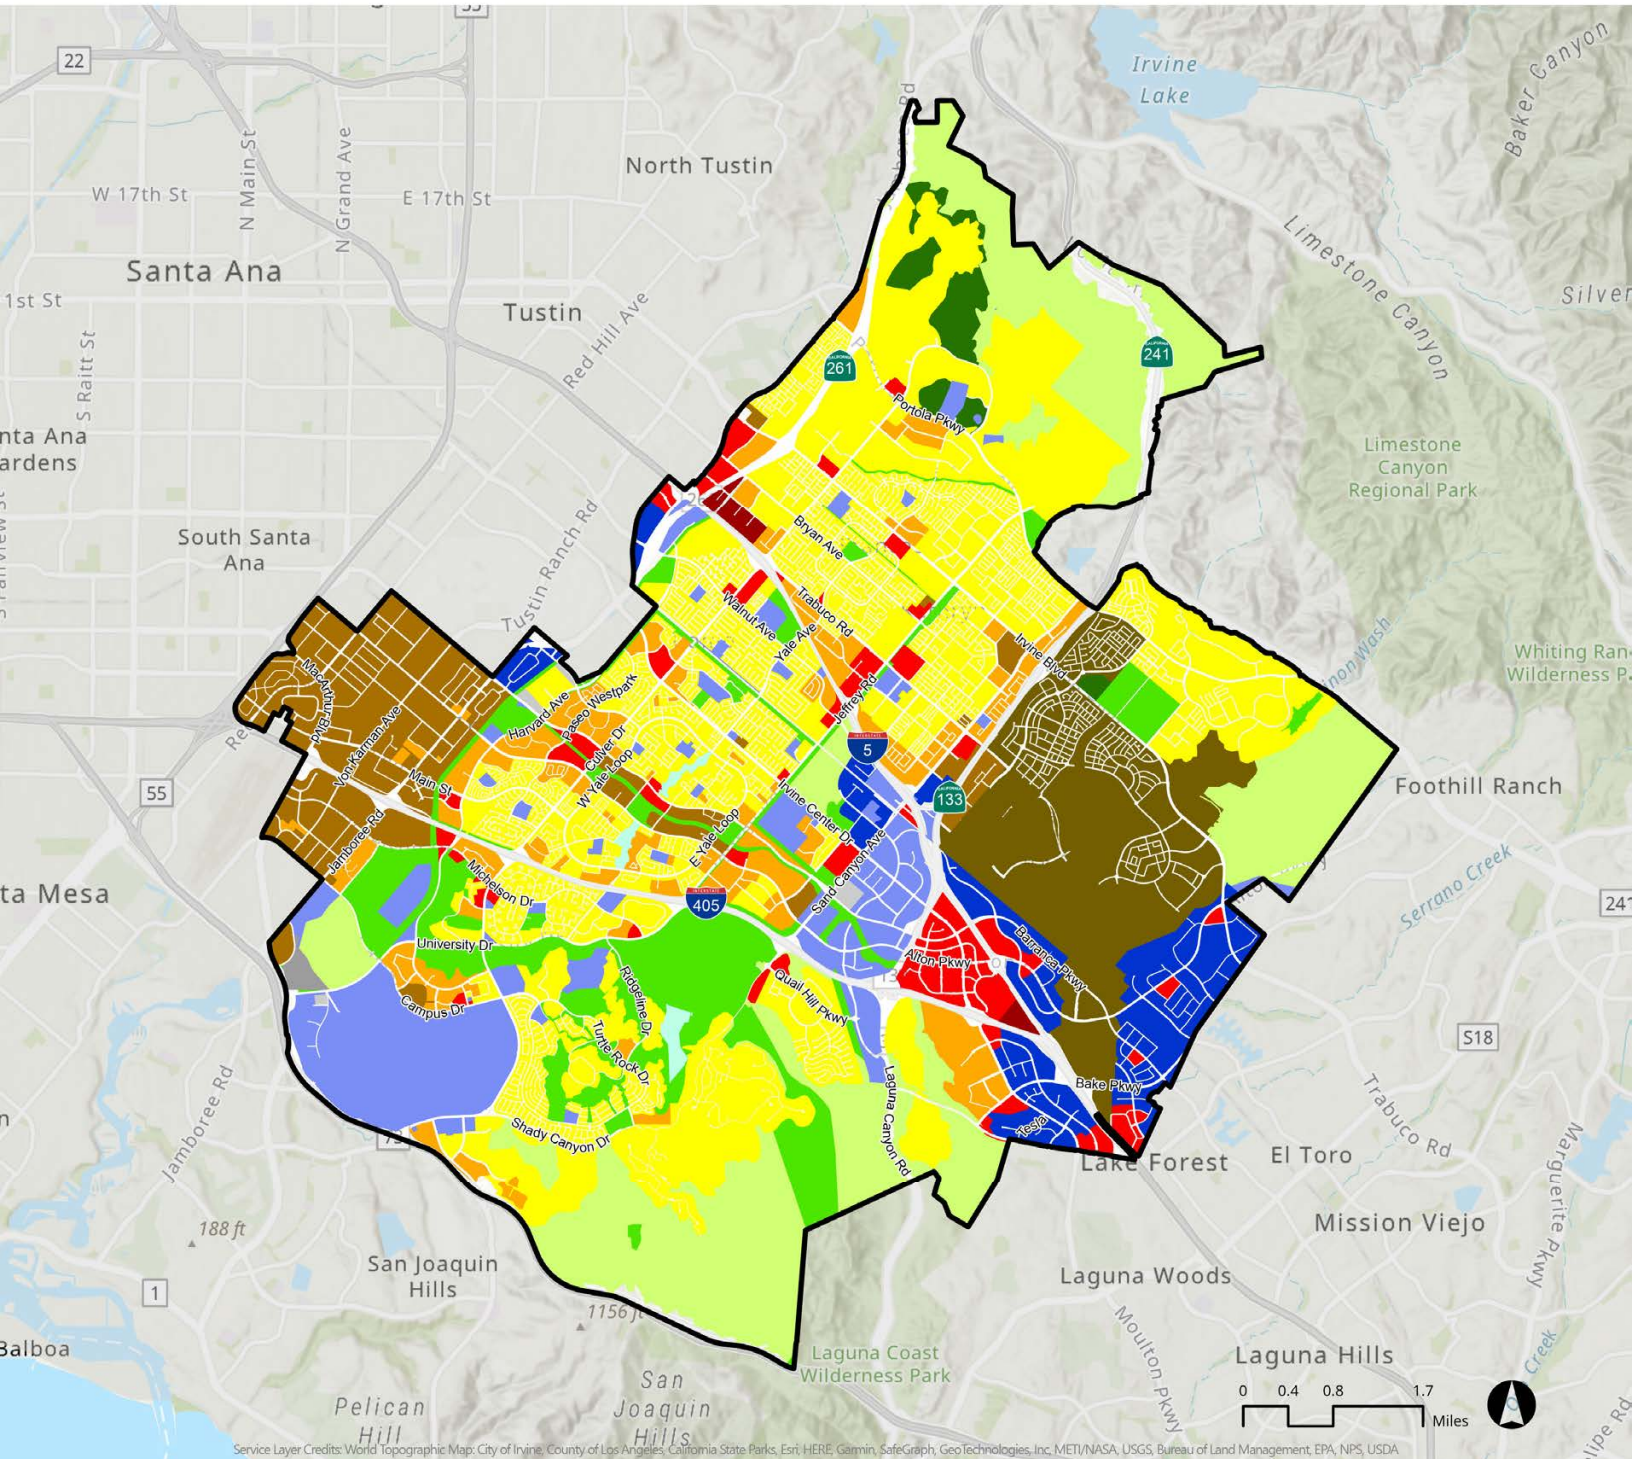 22
Irvine
Lake
Baker Canyon
North Tustin
W 17th St
N Main St
N Grand Ave
E 17th St
Santa Ana
1st St
Tustin
Red Hill Ave
Limestone Canyon
Silver
S Raitt St
261
241
Portola Pkwy
Limestone
Canyon
Regional Park
nta Ana
ardens
South Santa
Ana
Tustin Ranch Rd
Bryan Ave
Walnut Ave
Trabuco Rd
Yale Ave
Irvine Blvd
Whiting Ran
Wilderness P
MacArthur Blvd
Von Karman Ave
Harvard Ave
Paseo Westpark
Culver Dr
W Yale Loop
Jeffrey Rd
5
133
Foothill Ranch
55
Main St
Jamboree Rd
E Yale Loop
Irvine Center Dr
Sand Canyon Ave
Michelson Dr
405
ta Mesa
Serrano Creek
241
University Dr
Alton Pkwy
Barranca Pkwy
Campus Dr
Ridgeline Dr
Quail Hill Pkwy
Turtle Rock Dr
S18
Bake Pkwy
Laguna Canyon Rd
Jamboree Rd
Shady Canyon Dr
Tesla
Trabuco Rd
Lake Forest
El Toro
Marguerite Pkwy
Mission Viejo
188 ft
San Joaquin
Hills
Laguna Woods
1
1156 ft
Balboa
Moulton Pkwy
Laguna Coast
Wilderness Park
Laguna Hills
Creek
San
Joaquin
Hills
Pelican
Hill
0 0.4 0.8 1.7
Miles
Service Layer Credits: World Topographic Map: City of Irvine, County of Los Angeles, California State Parks, Esri, HERE, Garmin, SafeGraph, GeoTechnologies, Inc, METI/NASA, USGS, Bureau of Land Management, EPA, NPS, USDA